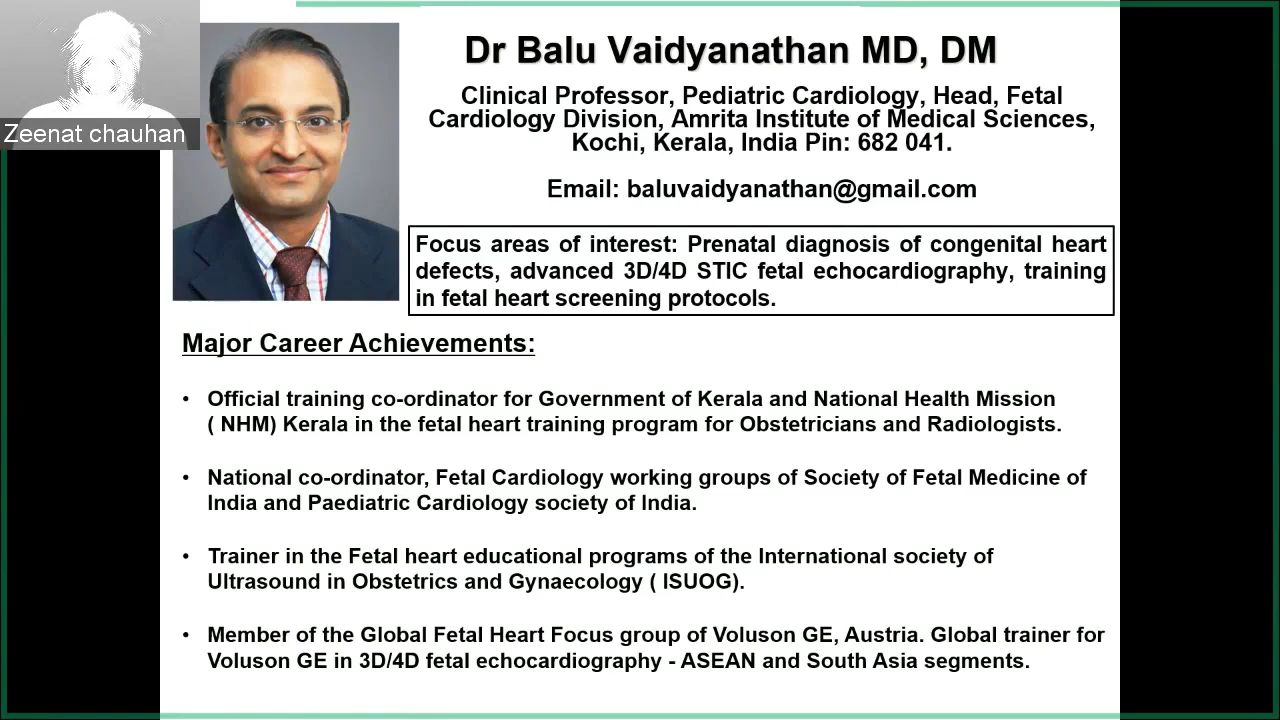 Zeenat chauhan
Dr Balu Vaidyanathan MD, DM
Clinical Professor, Pediatric Cardiology, Head, Fetal
Cardiology Division, Amrita Institute of Medical Sciences,
Kochi, Kerala, India Pin: 682 041.
Email: baluvaidyanathan@gmail.com
Focus areas of interest: Prenatal diagnosis of congenital heart
defects, advanced 3D/4D STIC fetal echocardiography, training
in fetal heart screening protocols.
Major Career Achievements:
• Official training co-ordinator for Government of Kerala and National Health Mission
( NHM) Kerala in the fetal heart training program for Obstetricians and Radiologists.
• National co-ordinator, Fetal Cardiology working groups of Society of Fetal Medicine of
India and Paediatric Cardiology society of India.
• Trainer in the Fetal heart educational programs of the International society of
Ultrasound in Obstetrics and Gynaecology ( ISUOG).
• Member of the Global Fetal Heart Focus group of Voluson GE, Austria. Global trainer for
Voluson GE in 3D/4D fetal echocardiography - ASEAN and South Asia segments.